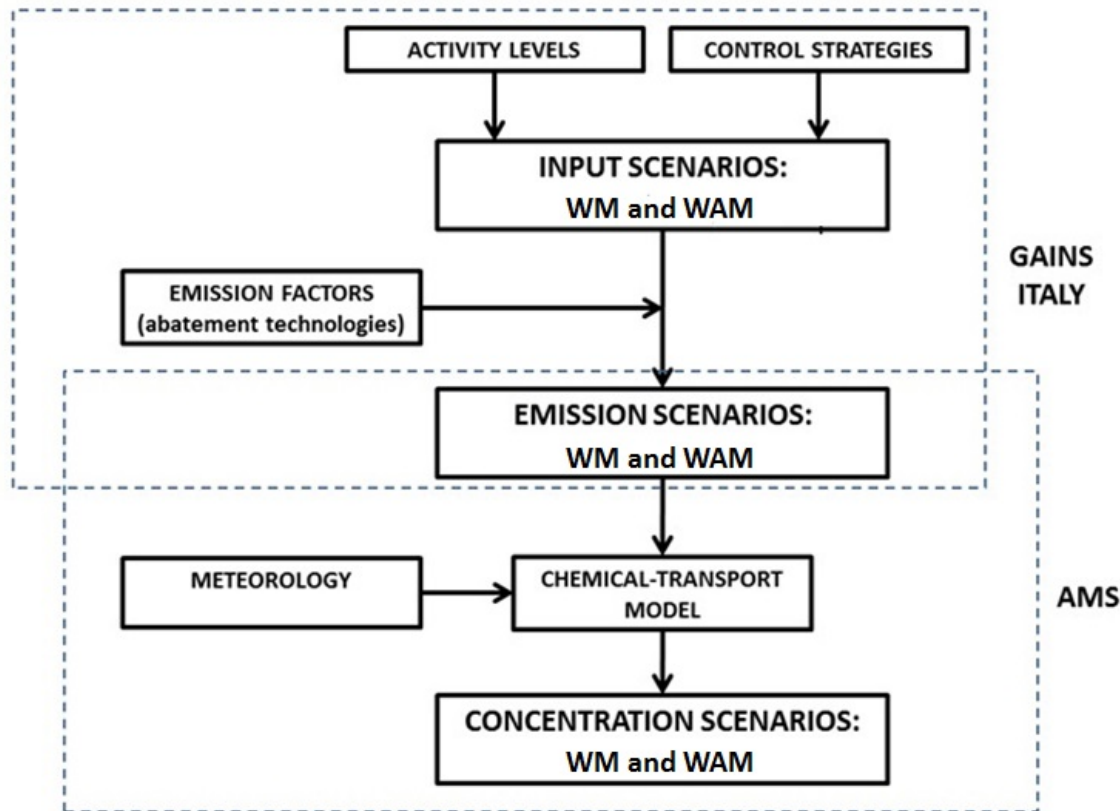 ACTIVITY LEVELS
CONTROL STRATEGIES
INPUT SCENARIOS:
WM and WAM
GAINS
ITALY
EMISSION FACTORS
(abatement technologies)
EMISSION SCENARIOS:
WM and WAM
METEOROLOGY
CHEMICAL-TRANSPORT
MODEL
AMS
CONCENTRATION SCENARIOS:
WM and WAM